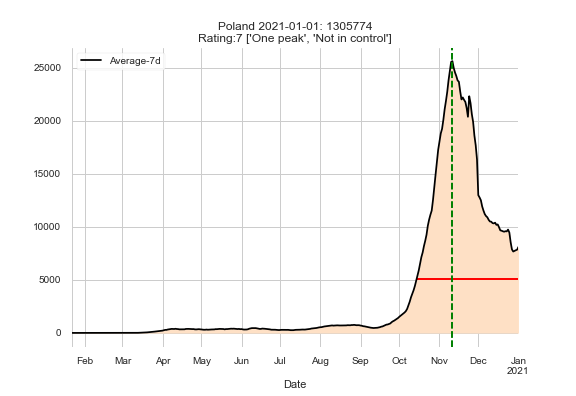 Poland 2021-01-01: 1305774
Rating:7 ['One peak', 'Not in control']
Average-7d
25000
20000
15000
10000
5000
0
Feb Mar Apr May Jun Jul Aug Sep Oct Nov Dec Jan
2021
Date